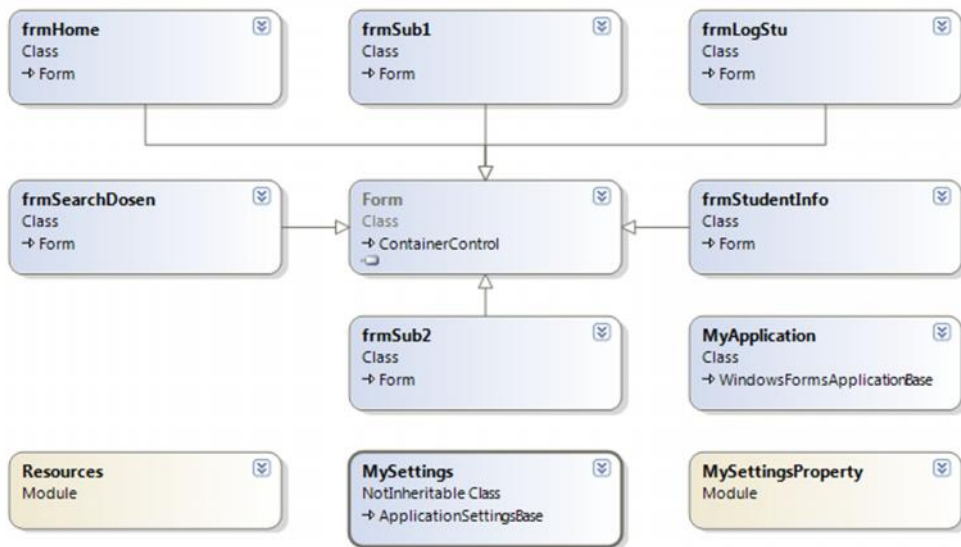 frmHome
Class
→ Form
frmSub1
Class
→ Form
frmLogStu
Class
→ Form
frmSearchDosen
Class
→ Form
Form
Class
→ ContainerControl
frmStudentInfo
Class
→ Form
frmSub2
Class
→ Form
MyApplication
Class
→ WindowsFormsApplicationBase
Resources
Module
MySettings
NotInheritable Class
→ ApplicationSettingsBase
MySettingsProperty
Module